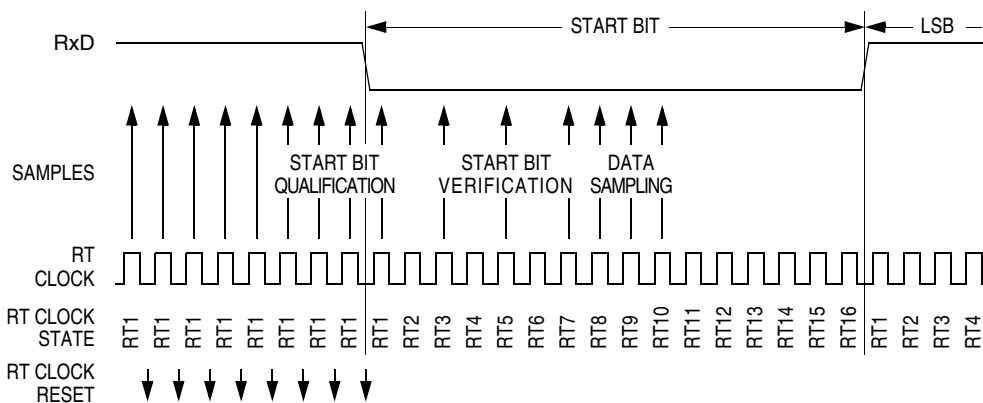 START BIT LSB
RxD
SAMPLES
START BIT QUALIFICATION
START BIT VERIFICATION
DATA SAMPLING
RT CLOCK
RT CLOCK STATE
RT1 RT1 RT1 RT1 RT1 RT1 RT1 RT1 RT1 RT2 RT3 RT4 RT5 RT6 RT7 RT8 RT9 RT10 RT11 RT12 RT13 RT14 RT15 RT16 RT1 RT2 RT3 RT4
RT CLOCK RESET